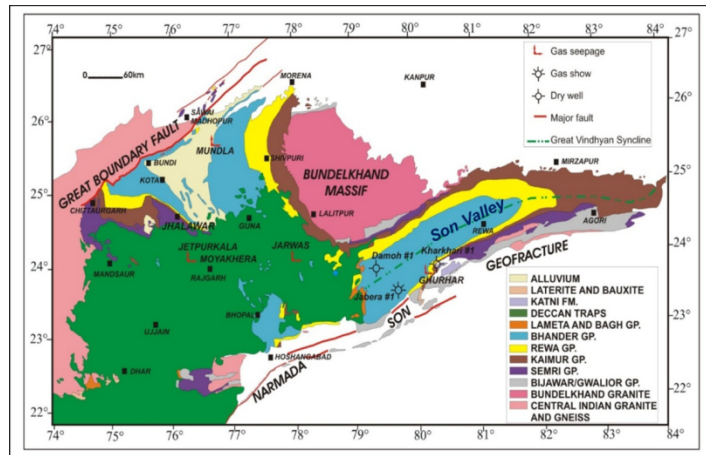 74° 75° 76° 77° 78° 79° 80° 81° 82° 83° 84°
27°
26°
25°
24°
23°
22°
27°
26°
25°
24°
23°
22°
0 60km
Gas seepage
Gas show
Dry well
Major fault
Great Vindhyan Syncline
MORENA
KANPUR
SAWAI
MADHOPUR
GREAT BOUNDARY FAULT
MUNDLA
BUNDI
KOTA
SHIVPURI
BUNDELKHAND
MASSIF
MIRZAPUR
CHITTAURGARH
JHALAWAR
GUNA
LALITPUR
Son Valley
REWA
AGORI
JETPURKALA
MOYAKHERA
JARWAS
MANDSAUR
RAJGARH
Damoh #1
Kharkhari #1
GHURHAR
Jabera #1
BHOPAL
UJJAIN
HOSHANGABAD
DHAR
NARMADA SON GEOFRACTURE
ALLUVIUM
LATERITE AND BAUXITE
KATNI FM.
DECCAN TRAPS
LAMETA AND BAGH GP.
BHANDER GP.
REWA GP.
KAIMUR GP.
SEMRI GP.
BIJAWAR/GWALIOR GP.
BUNDELKHAND GRANITE
CENTRAL INDIAN GRANITE
AND GNEISS
74° 75° 76° 77° 78° 79° 80° 81° 82° 83° 84°